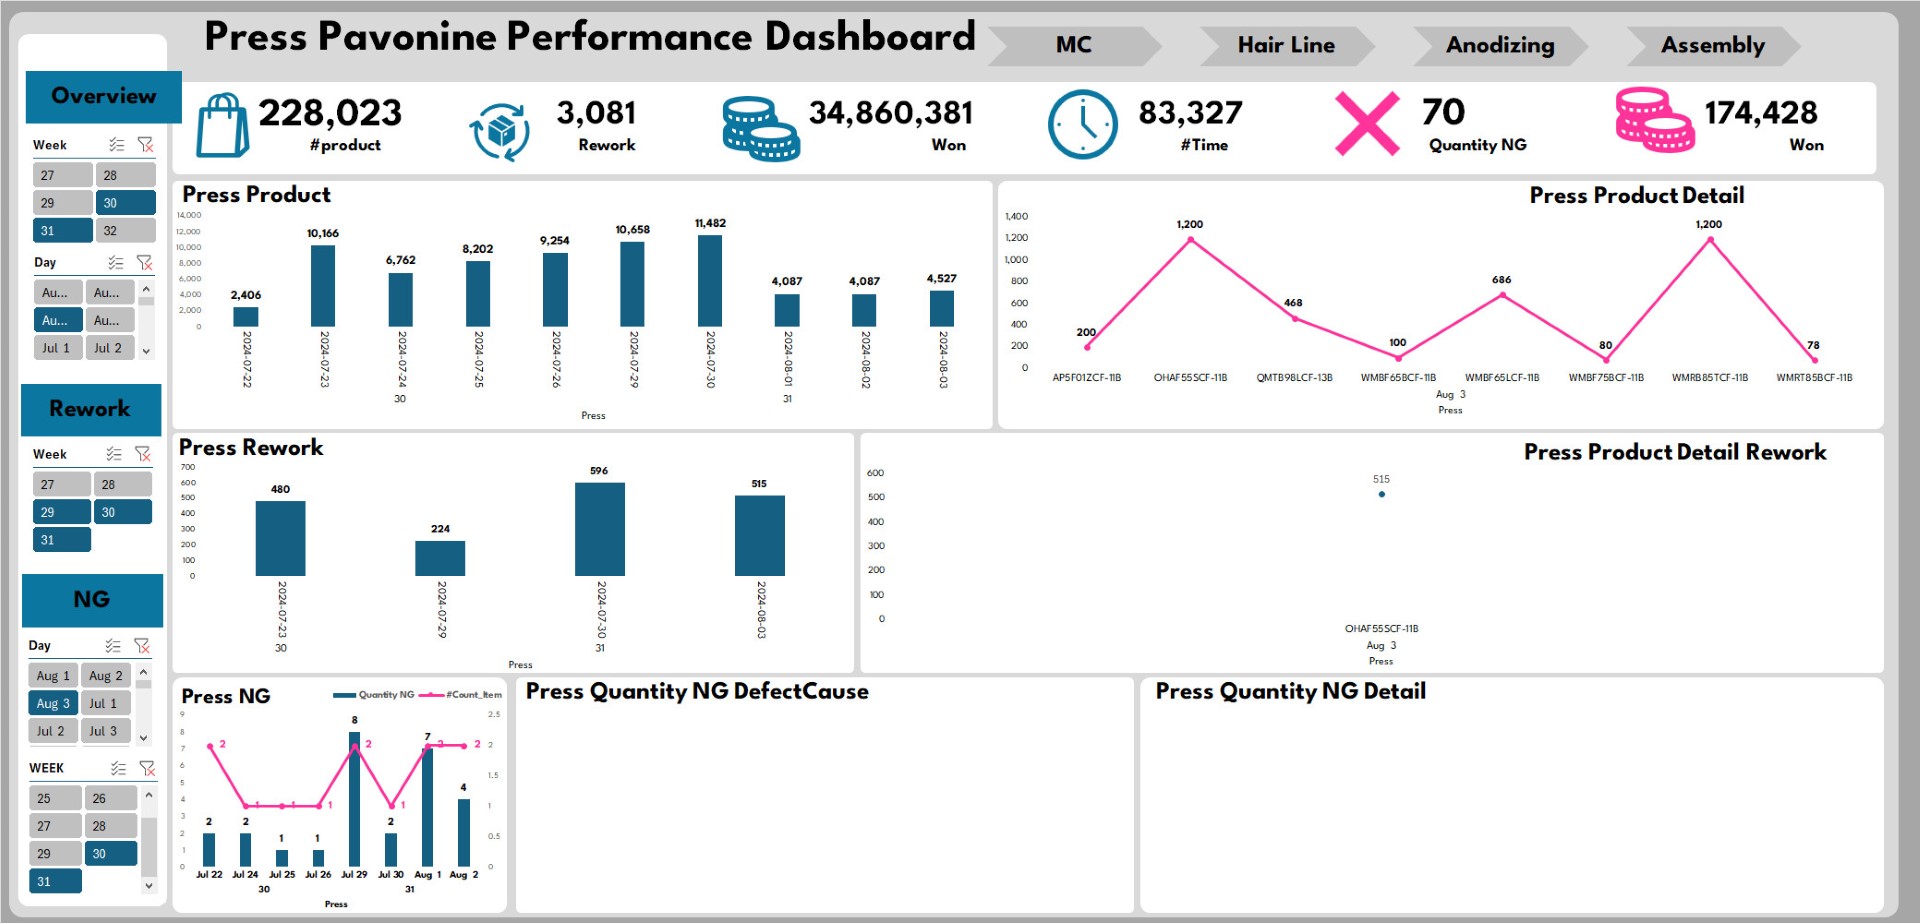 Press Pavonine Performance Dashboard
MC
Hair Line
Anodizing
Assembly
Overview
228,023
#product
3,081
Rework
34,860,381
Won
83,327
#Time
70
Quantity NG
174,428
Won
Week
27 28
29 30
31 32
Day
Au... Au...
Au... Au...
Jul 1 Jul 2
Rework
Week
27 28
29 30
31
NG
Day
Aug 1 Aug 2
Aug 3 Jul 1
Jul 2 Jul 3
WEEK
25 26
27 28
29 30
31
Press Product
14,000
12,000
10,000
8,000
6,000
4,000
2,000
0
2,406
10,166
6,762
8,202
9,254
10,658
11,482
4,087
4,087
4,527
2024-07-22
2024-07-23
2024-07-24
2024-07-25
2024-07-26
2024-07-29
2024-07-30
2024-08-01
2024-08-02
2024-08-03
30 31
Press
Press Product Detail
1,400
1,200
1,000
800
600
400
200
0
200
1,200
468
100
686
80
1,200
78
AP5F01ZCF-11B
OHAF55SCF-11B
QMTB98LCF-13B
WMBF65BCF-11B
WMBF65LCF-11B
WMBF75BCF-11B
WMRB85TCF-11B
WMRT85BCF-11B
Aug 3
Press
Press Rework
700
600
500
400
300
200
100
0
480
224
596
515
2024-07-23
2024-07-29
2024-07-30
2024-08-03
30 31
Press
Press Product Detail Rework
600
500
400
300
200
100
0
515
OHAF55SCF-11B
Aug 3
Press
Press NG
Quantity NG #Count_Item
9
8
7
6
5
4
3
2
1
0
2.5
2
1.5
1
0.5
0
2
1
1
1
2
1
2
2
2
2
1
1
8
2
7
4
Jul 22 Jul 24 Jul 25 Jul 26 Jul 29 Jul 30 Aug 1 Aug 2
30 31
Press
Press Quantity NG DefectCause
Press Quantity NG Detail